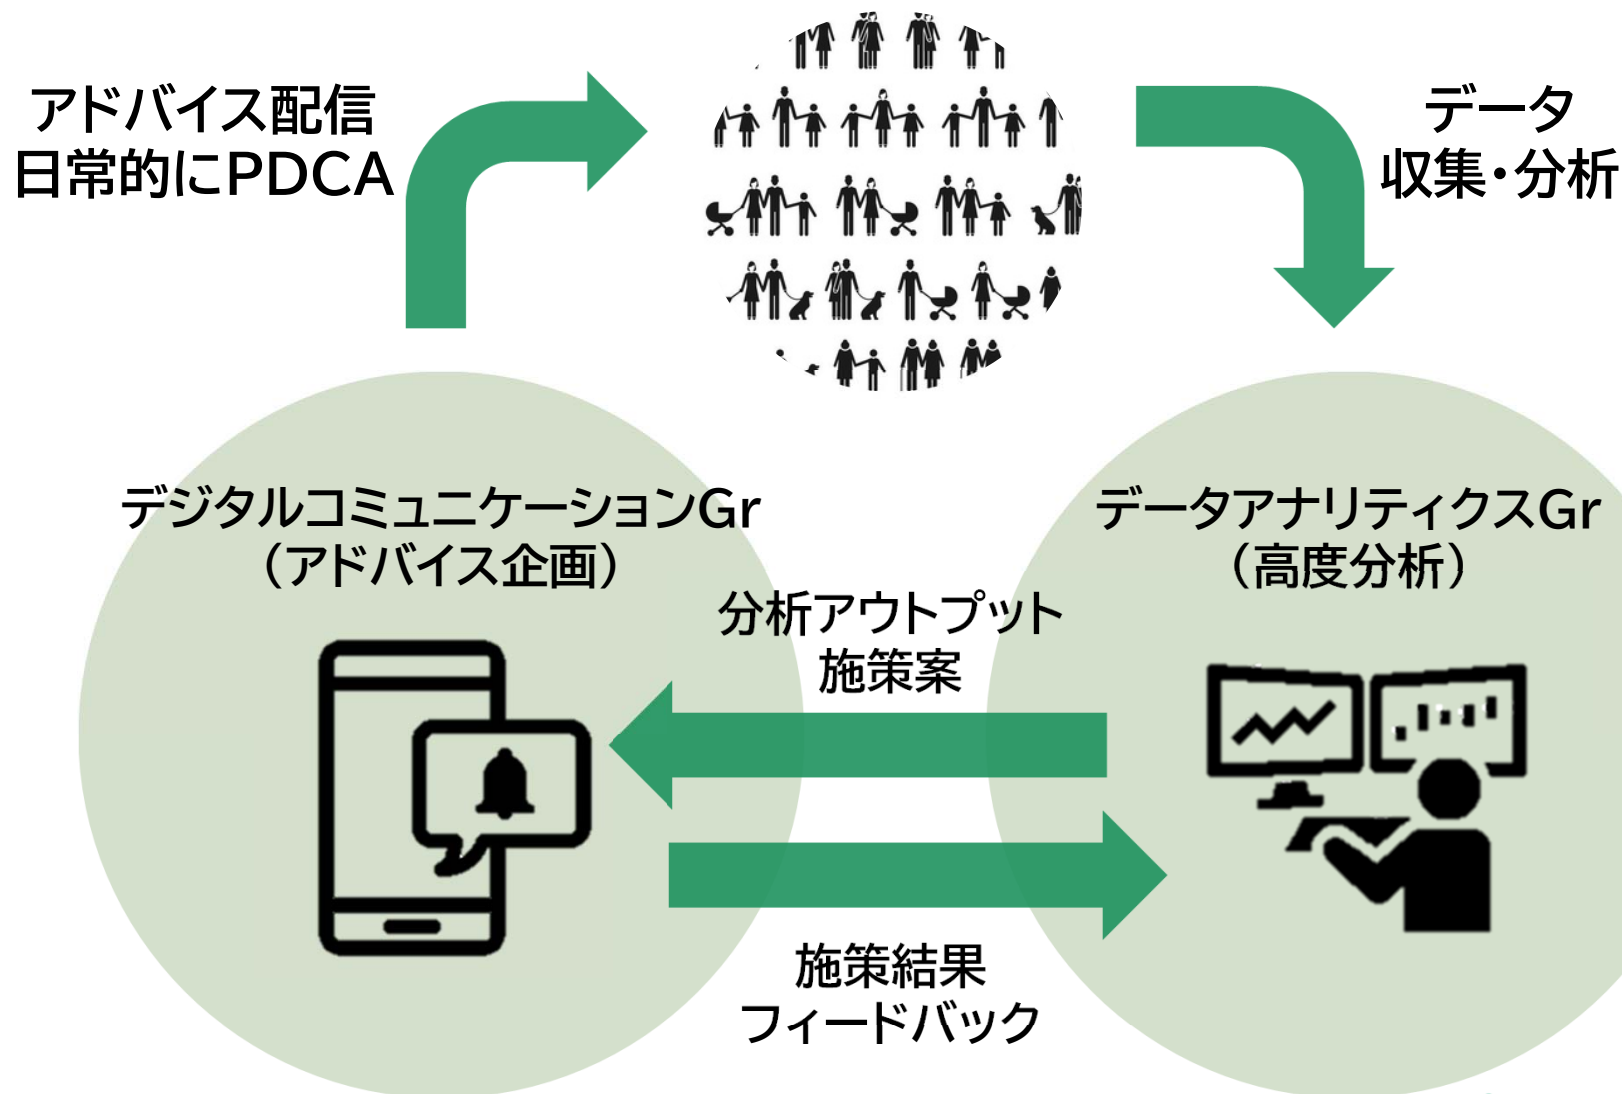 アドバイス配信
日常的にPDCA
データ
収集・分析
デジタルコミュニケーションGr
（アドバイス企画）
データアナリティクスGr
（高度分析）
分析アウトプット
施策案
施策結果
フィードバック